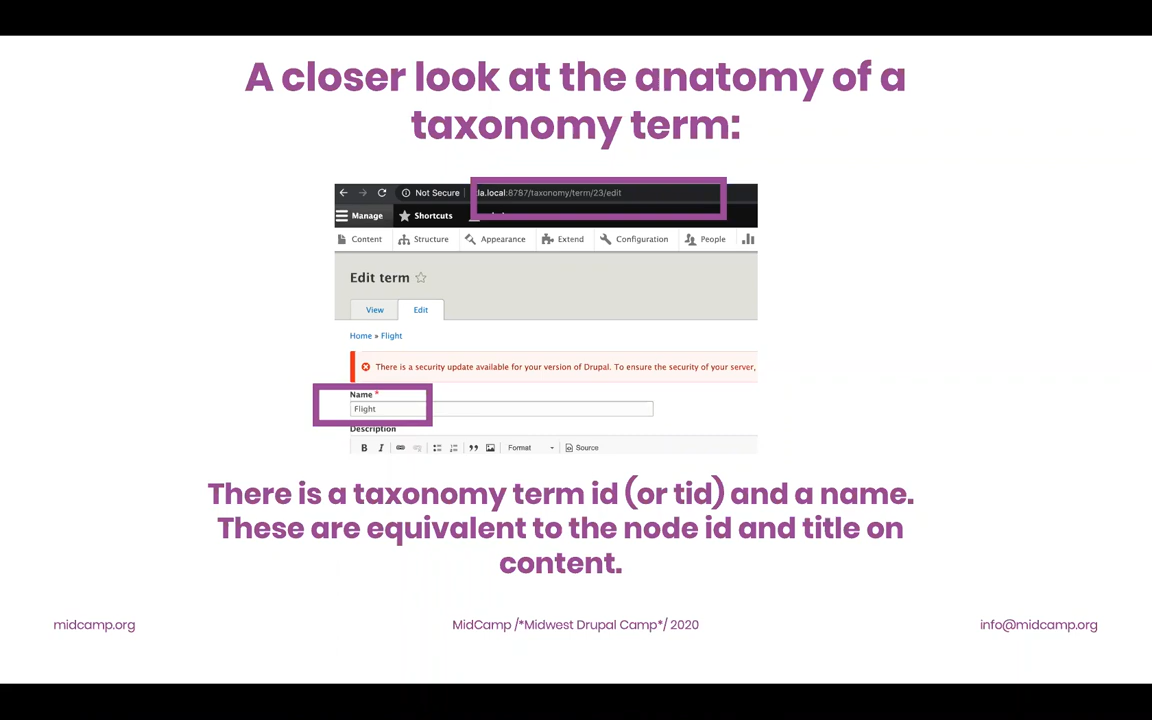 A closer look at the anatomy of a
taxonomy term:
Not Secure
la.local:8787/taxonomy/term/23/edit
Manage
Shortcuts
Content
Structure
Appearance
Extend
Configuration
People
Edit term
View
Edit
Home » Flight
There is a security update available for your version of Drupal. To ensure the security of your server,
Name *
Flight
Description
B I
Format
Source
There is a taxonomy term id (or tid) and a name.
These are equivalent to the node id and title on
content.
midcamp.org
MidCamp /*Midwest Drupal Camp*/ 2020
info@midcamp.org